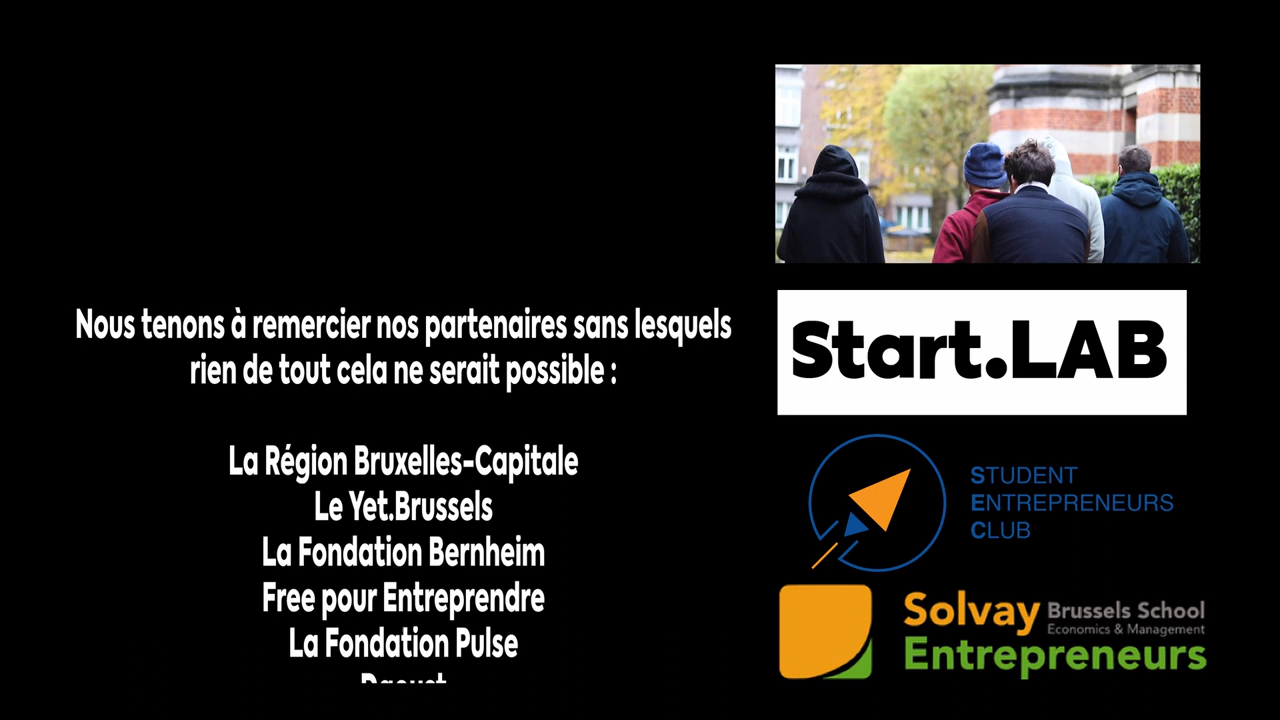 Nous tenons à remercier nos partenaires sans lesquels
rien de tout cela ne serait possible :
La Région Bruxelles-Capitale
Le Yet.Brussels
La Fondation Bernheim
Free pour Entreprendre
La Fondation Pulse
Start.LAB
STUDENT
ENTREPRENEURS
CLUB
Solvay Brussels School
Economics & Management
Entrepreneurs